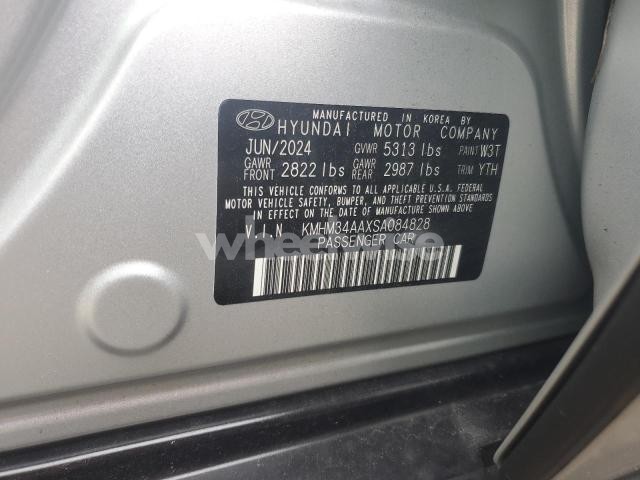 MANUFACTURED IN KOREA BY
HYUNDAI MOTOR COMPANY
JUN/2024 GVWR 5313 lbs PAINT W3T
GAWR FRONT 2822 lbs GAWR REAR 2987 lbs TRIM YTH
THIS VEHICLE CONFORMS TO ALL APPLICABLE U.S.A. FEDERAL
MOTOR VEHICLE SAFETY, BUMPER, AND THEFT PREVENTION STANDARDS
IN EFFECT ON THE DATE OF MANUFACTURE SHOWN ABOVE.
V.I.N KMHM34AAXSA084828
PASSENGER CAR